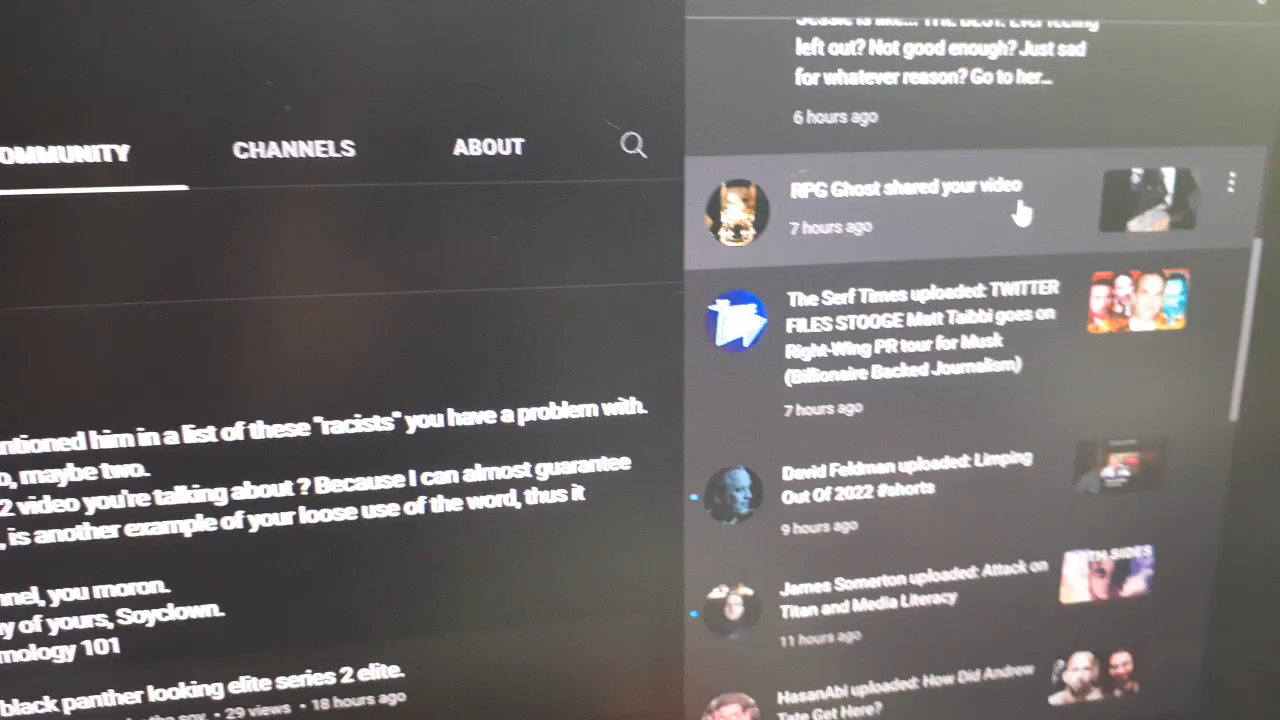 left out? Not good enough? Just sad
for whatever reason? Go to her...
6 hours ago
CHANNELS
ABOUT
RPG Ghost shared your video
7 hours ago
The Serf Times uploaded: TWITTER
FILES STOOGE Matt Taibbi goes on
Right-Wing PR tour for Musk
(Billionaire Backed Journalism)
7 hours ago
David Feldman uploaded: Limping
Out Of 2022 #shorts
9 hours ago
James Somerton uploaded: Attack on
Titan and Media Literacy
11 hours ago
HasanAbi uploaded: How Did Andrew
Tate Get Here?
him in a list of these "racists" you have a problem with.
maybe two.
2 video you're talking about ? Because I can almost guarantee
, is another example of your loose use of the word, thus it
you moron.
of yours, Soyclown.
101
black panther looking elite series 2 elite.
• 29 views • 18 hours ago